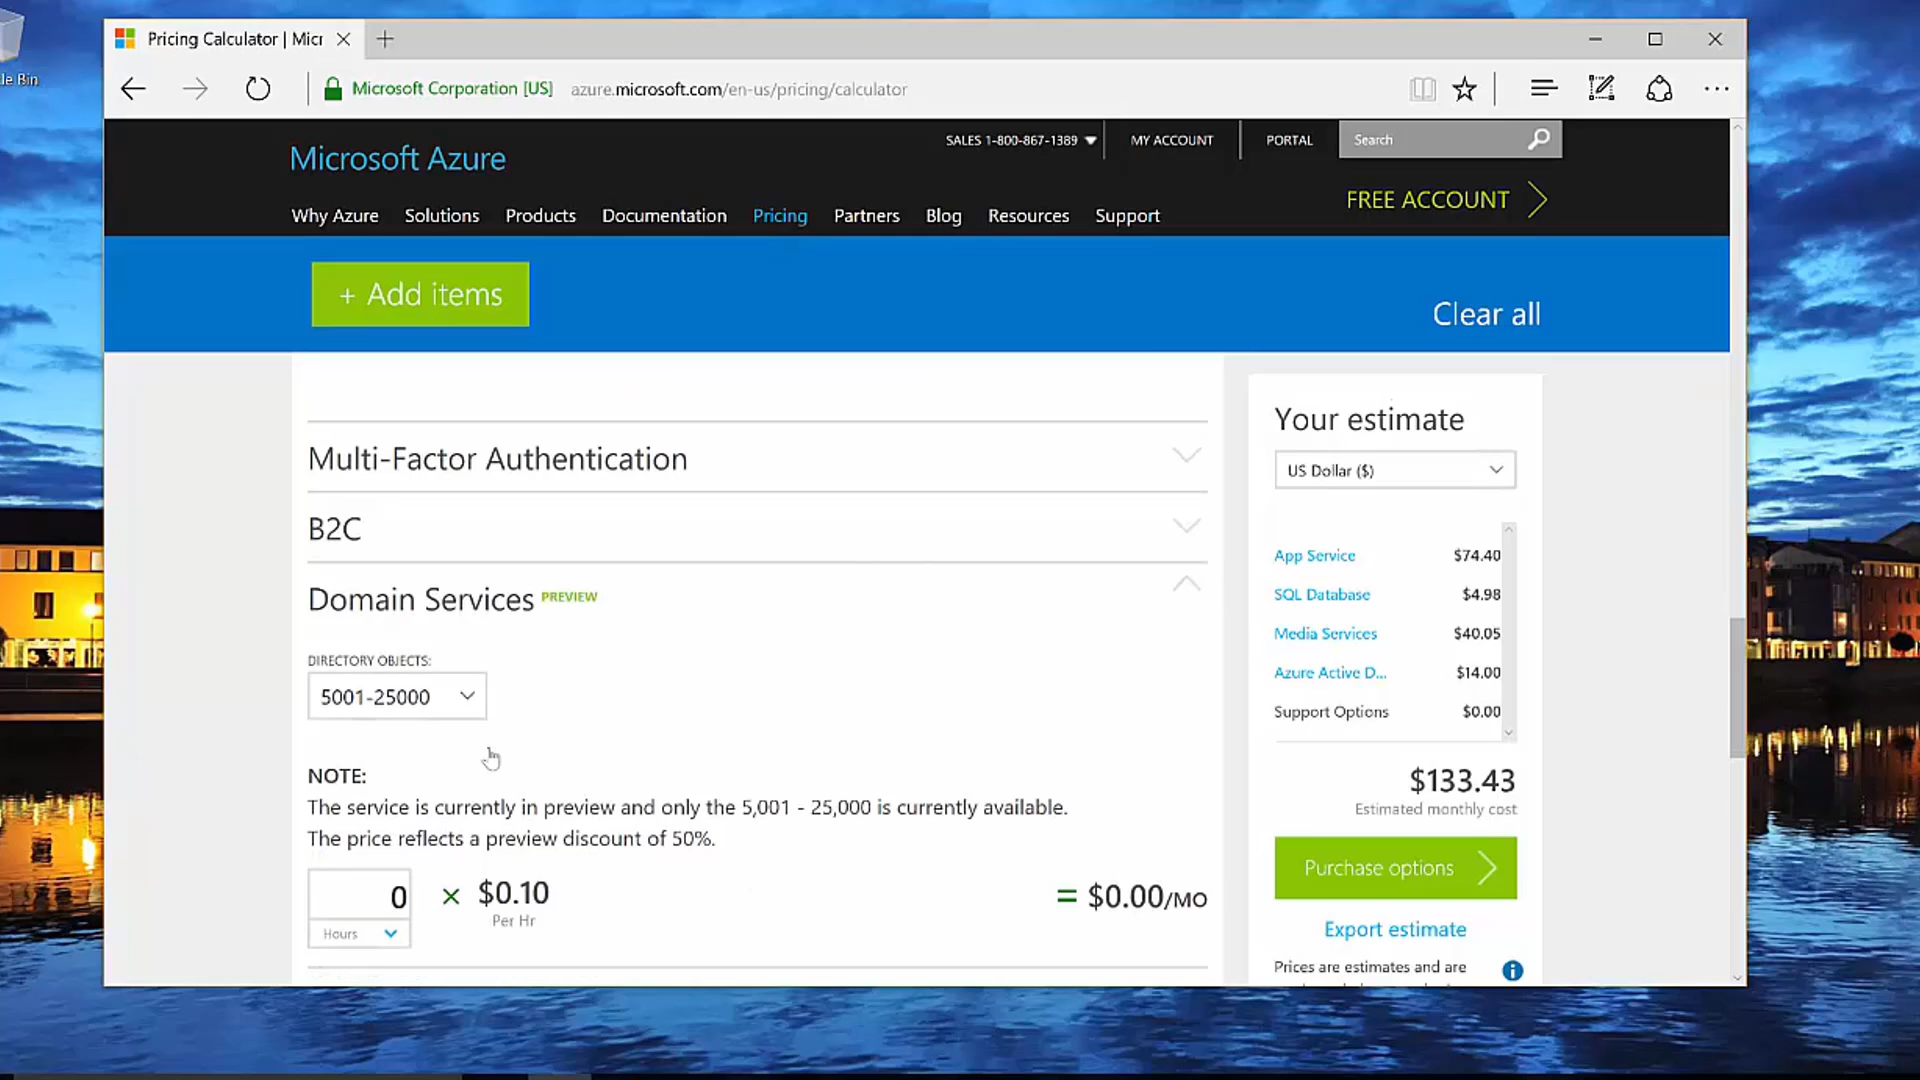 le Bin
Pricing Calculator | Micr
Microsoft Corporation [US] azure.microsoft.com/en-us/pricing/calculator
SALES 1-800-867-1389 MY ACCOUNT PORTAL Search
Microsoft Azure
FREE ACCOUNT
Why Azure Solutions Products Documentation Pricing Partners Blog Resources Support
+ Add items
Clear all
Multi-Factor Authentication
B2C
Domain Services PREVIEW
DIRECTORY OBJECTS:
5001-25000
NOTE:
The service is currently in preview and only the 5,001 - 25,000 is currently available.
The price reflects a preview discount of 50%.
0 × $0.10 = $0.00/MO
Per Hr
Hours
Your estimate
US Dollar ($)
App Service $74.40
SQL Database $4.98
Media Services $40.05
Azure Active D... $14.00
Support Options $0.00
$133.43
Estimated monthly cost
Purchase options
Export estimate
Prices are estimates and are